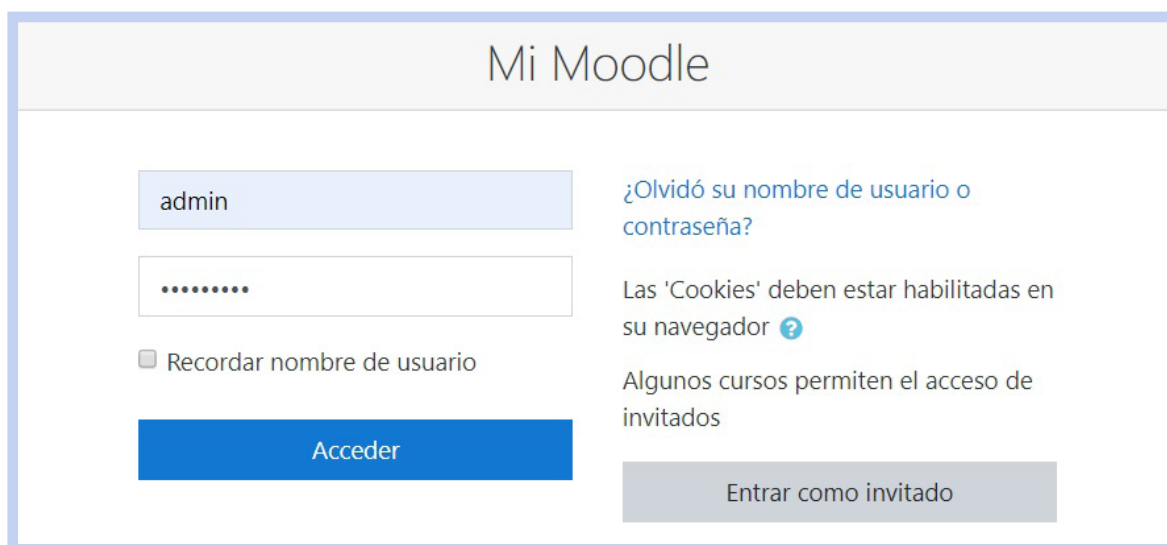 Mi Moodle
admin
•••••••••
Recordar nombre de usuario
Acceder
¿Olvidó su nombre de usuario o
contraseña?
Las 'Cookies' deben estar habilitadas en
su navegador ?
Algunos cursos permiten el acceso de
invitados
Entrar como invitado